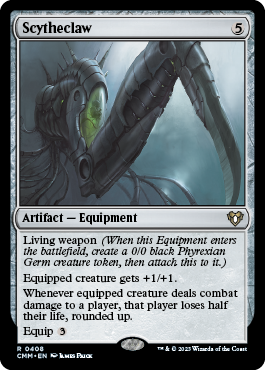 Scytheclaw 5
Artifact — Equipment
Living weapon (When this Equipment enters
the battlefield, create a 0/0 black Phyrexian
Germ creature token, then attach this to it.)
Equipped creature gets +1/+1.
Whenever equipped creature deals combat
damage to a player, that player loses half
their life, rounded up.
Equip 3
R 0408
CMM • EN James Paick
™ & © 2023 Wizards of the Coast